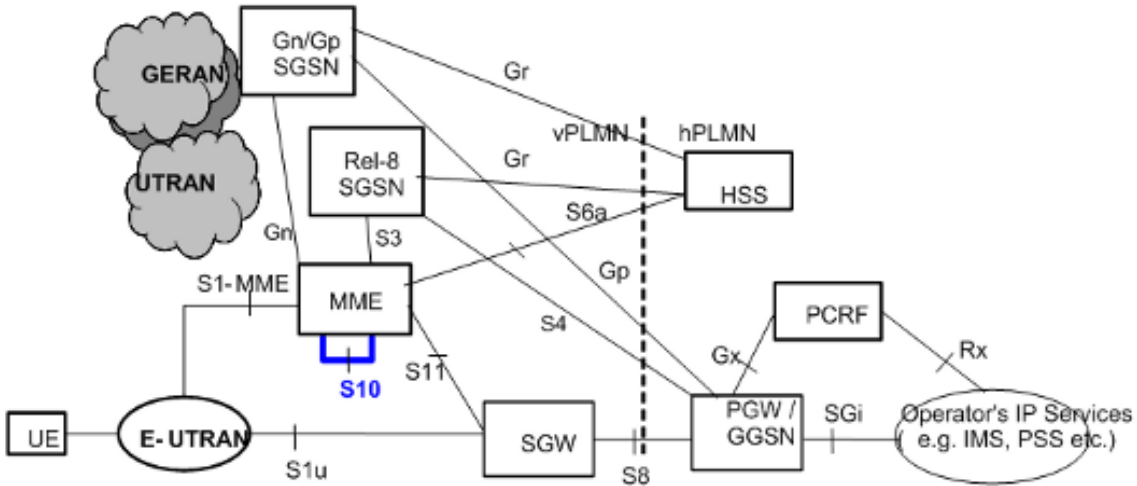 Gn/Gp
SGSN
GERAN
Gr
vPLMN
hPLMN
Rel-8
SGSN
Gr
UTRAN
HSS
S6a
Gn
S3
Gp
S1-MME
MME
PCRF
S4
Gx
Rx
S11
S10
PGW /
GGSN
SGi
Operator's IP Services
( e.g. IMS, PSS etc.)
UE
E- UTRAN
SGW
S1u
S8